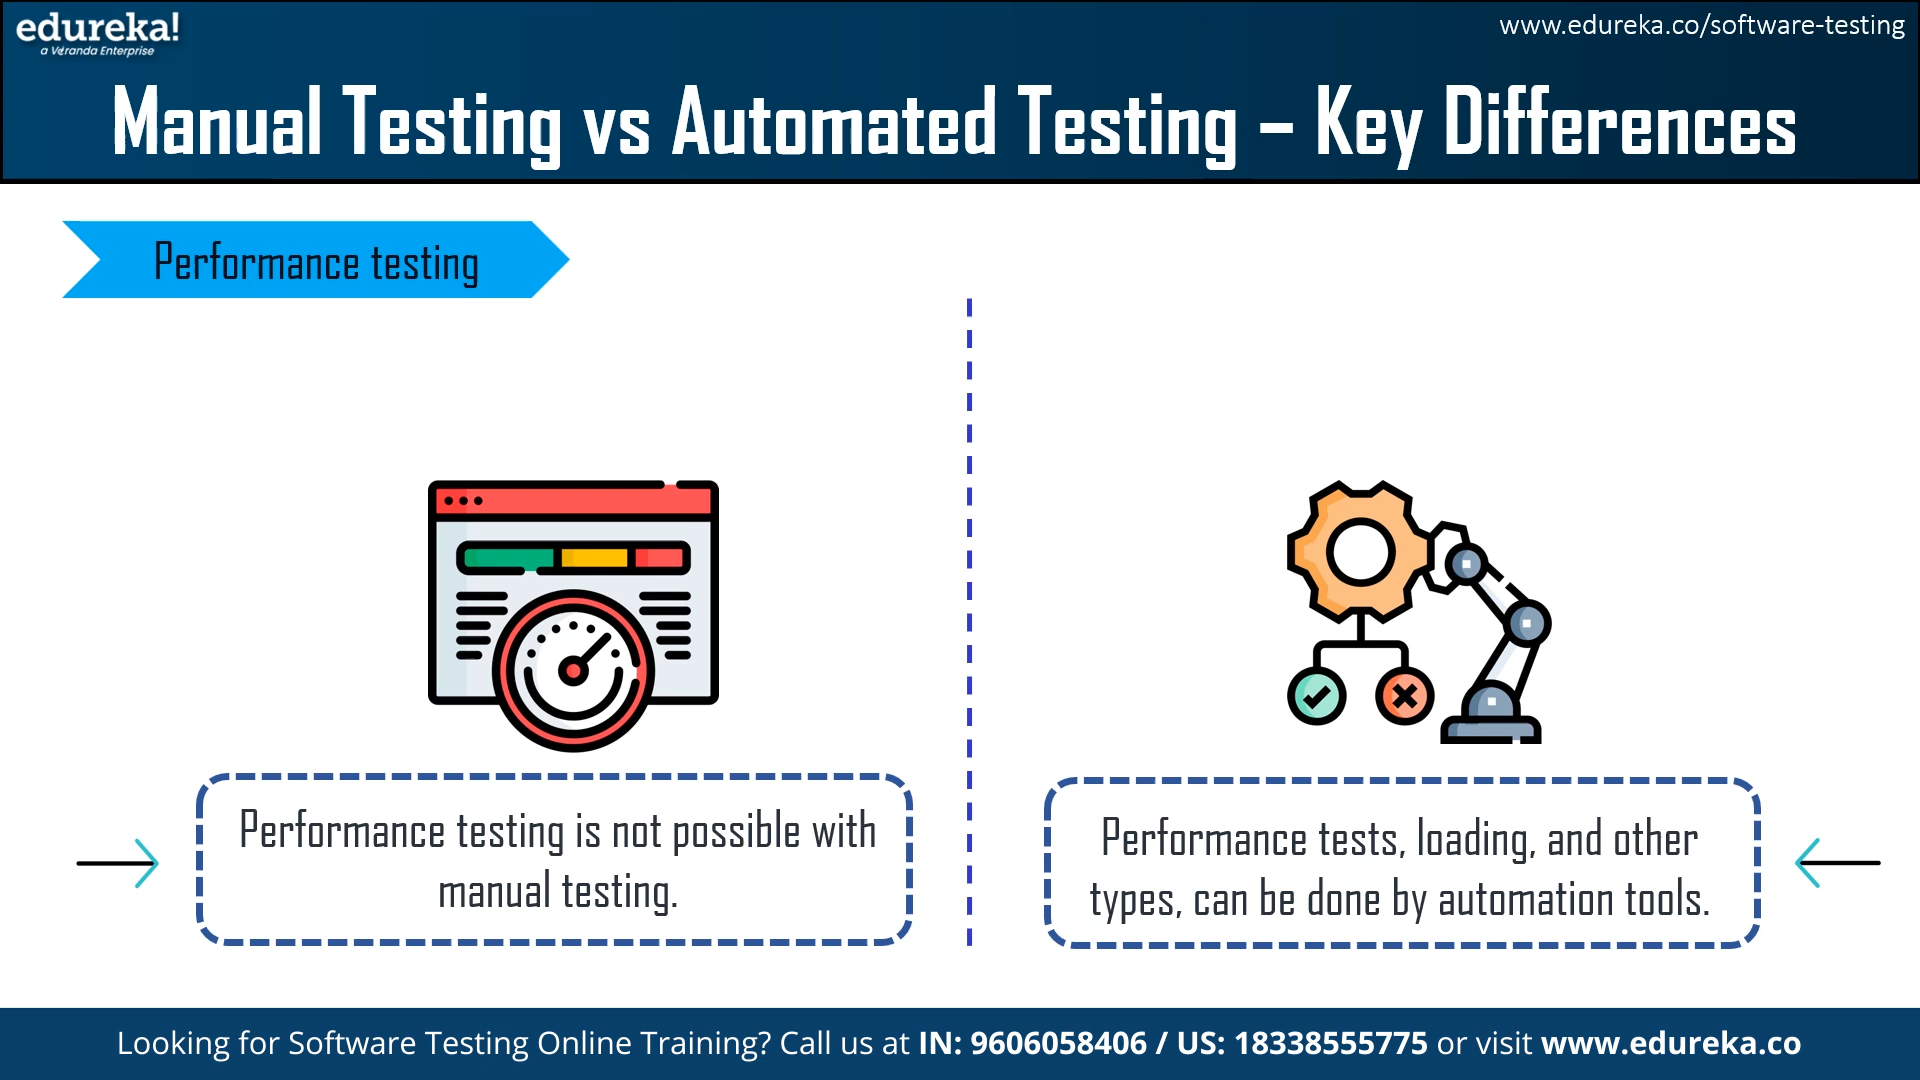 edureka!
a Veranda Enterprise
www.edureka.co/software-testing
Manual Testing vs Automated Testing – Key Differences
Performance testing
Performance testing is not possible with
manual testing.
Performance tests, loading, and other
types, can be done by automation tools.
Looking for Software Testing Online Training? Call us at IN: 9606058406 / US: 18338555775 or visit www.edureka.co